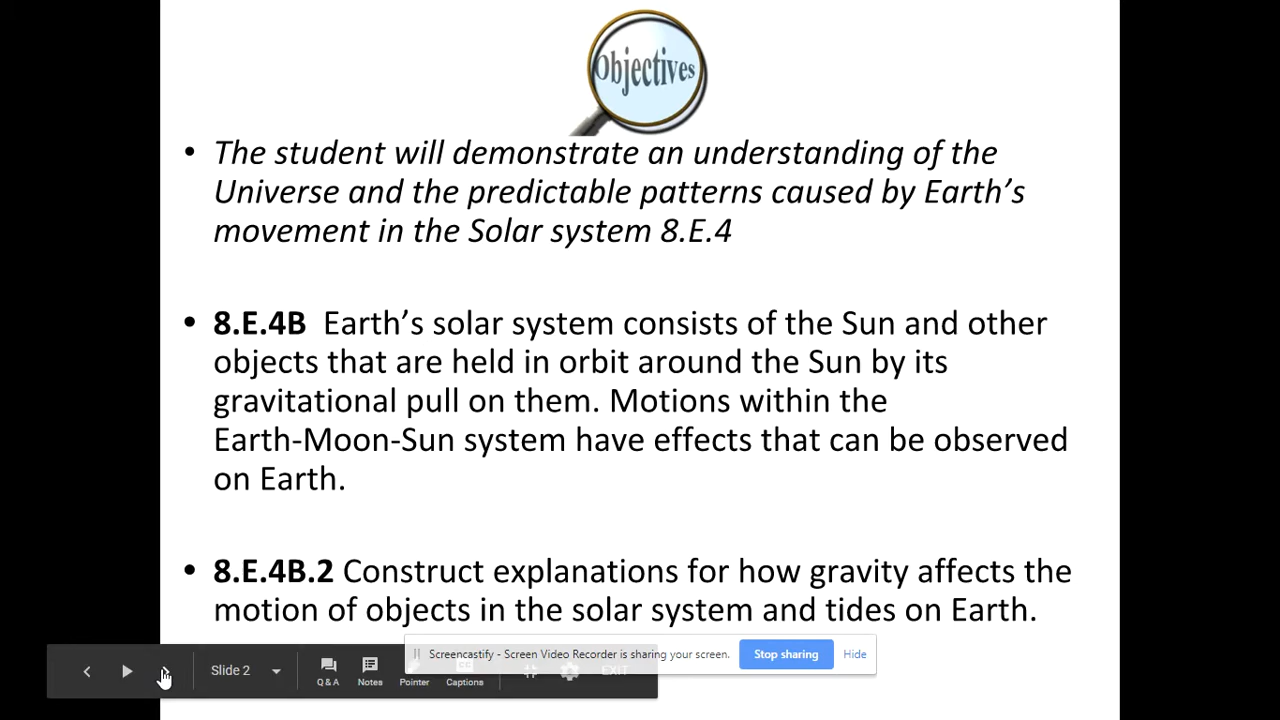 Objectives
• The student will demonstrate an understanding of the
Universe and the predictable patterns caused by Earth’s
movement in the Solar system 8.E.4
• 8.E.4B Earth’s solar system consists of the Sun and other
objects that are held in orbit around the Sun by its
gravitational pull on them. Motions within the
Earth-Moon-Sun system have effects that can be observed
on Earth.
• 8.E.4B.2 Construct explanations for how gravity affects the
motion of objects in the solar system and tides on Earth.
Screencastify - Screen Video Recorder is sharing your screen. Stop sharing Hide
Slide 2 EXIT
Q & A Notes Pointer Captions